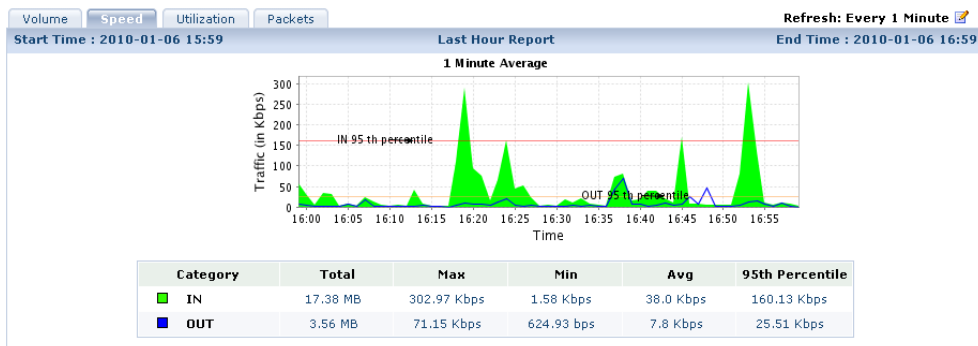 Volume Speed Utilization Packets Refresh: Every 1 Minute
Start Time : 2010-01-06 15:59 Last Hour Report End Time : 2010-01-06 16:59
1 Minute Average
Traffic (in Kbps)
300
250
200
150
100
50
0
IN 95 th percentile
OUT 95 th percentile
16:00 16:05 16:10 16:15 16:20 16:25 16:30 16:35 16:40 16:45 16:50 16:55
Time
Category Total Max Min Avg 95th Percentile
IN 17.38 MB 302.97 Kbps 1.58 Kbps 38.0 Kbps 160.13 Kbps
OUT 3.56 MB 71.15 Kbps 624.93 bps 7.8 Kbps 25.51 Kbps